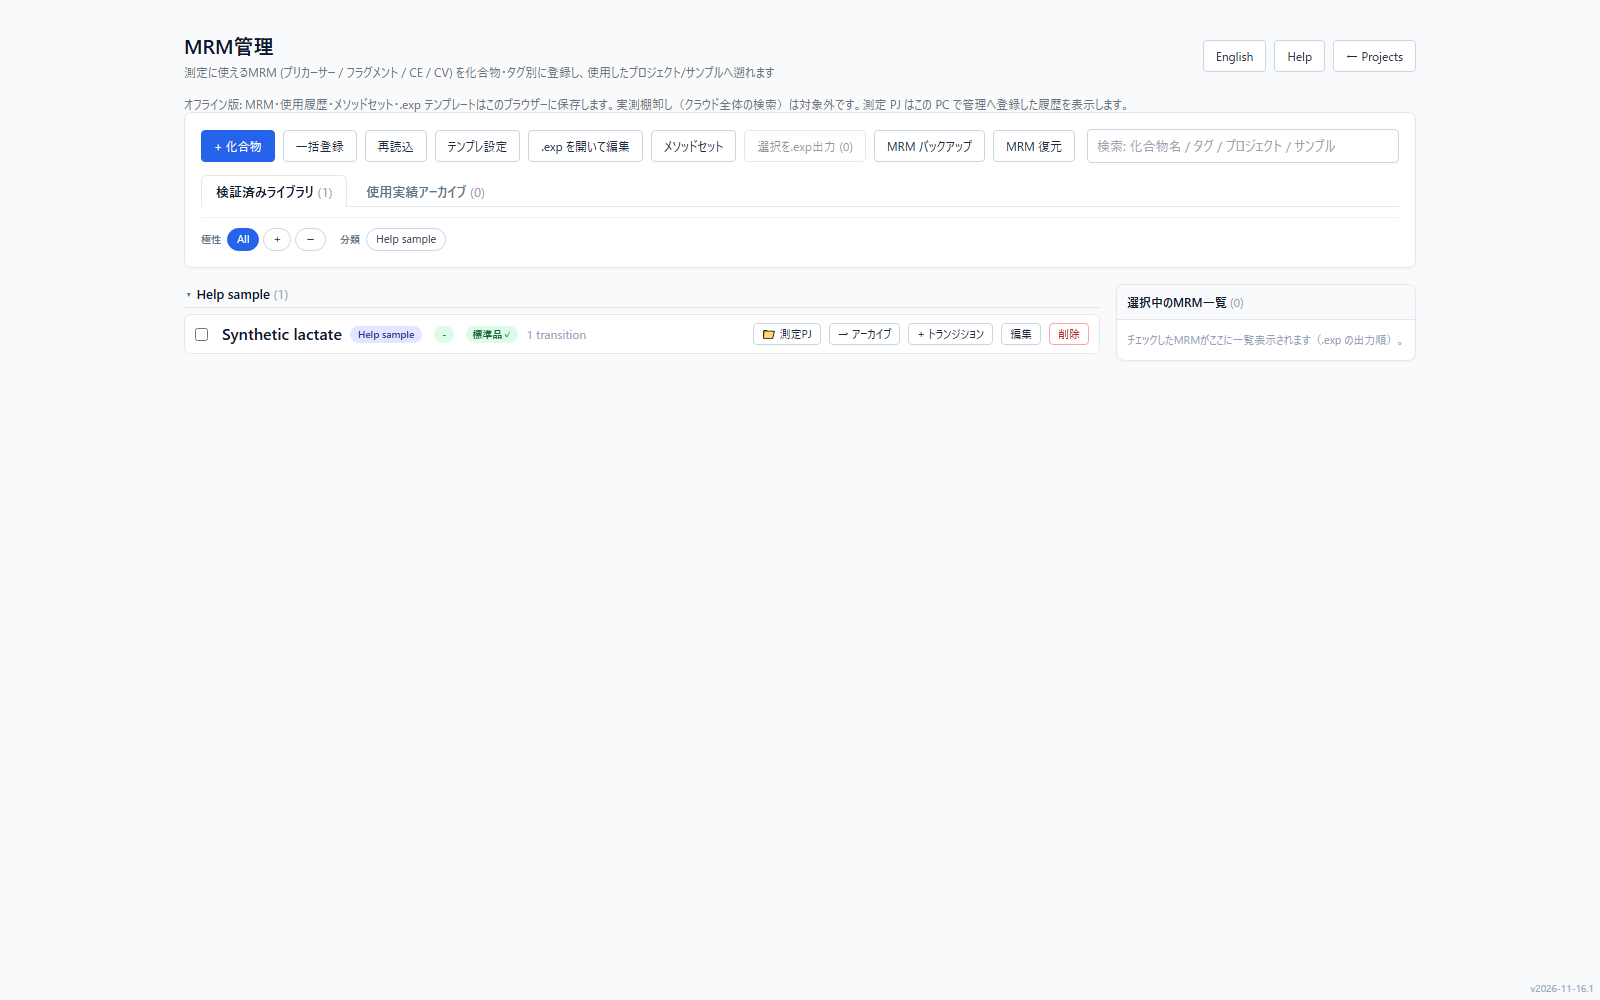 MRM管理
測定に使えるMRM (プリカーサー / フラグメント / CE / CV) を化合物・タグ別に登録し、使用したプロジェクト/サンプルへ遡れます
English
Help
← Projects
オフライン版: MRM・使用履歴・メソッドセット・.exp テンプレートはこのブラウザーに保存します。実測棚卸し（クラウド全体の検索）は対象外です。測定 PJ はこの PC で管理へ登録した履歴を表示します。
+ 化合物
一括登録
再読込
テンプレ設定
.exp を開いて編集
メソッドセット
選択を.exp出力 (0)
MRM バックアップ
MRM 復元
検索: 化合物名 / タグ / プロジェクト / サンプル
検証済みライブラリ (1)
使用実績アーカイブ (0)
極性 All + − 分類 Help sample
▾ Help sample (1)
Synthetic lactate Help sample - 標準品✓ 1 transition
📂 測定PJ
→ アーカイブ
+ トランジション
編集
削除
選択中のMRM一覧 (0)
チェックしたMRMがここに一覧表示されます（.exp の出力順）。
v2026-11-16.1